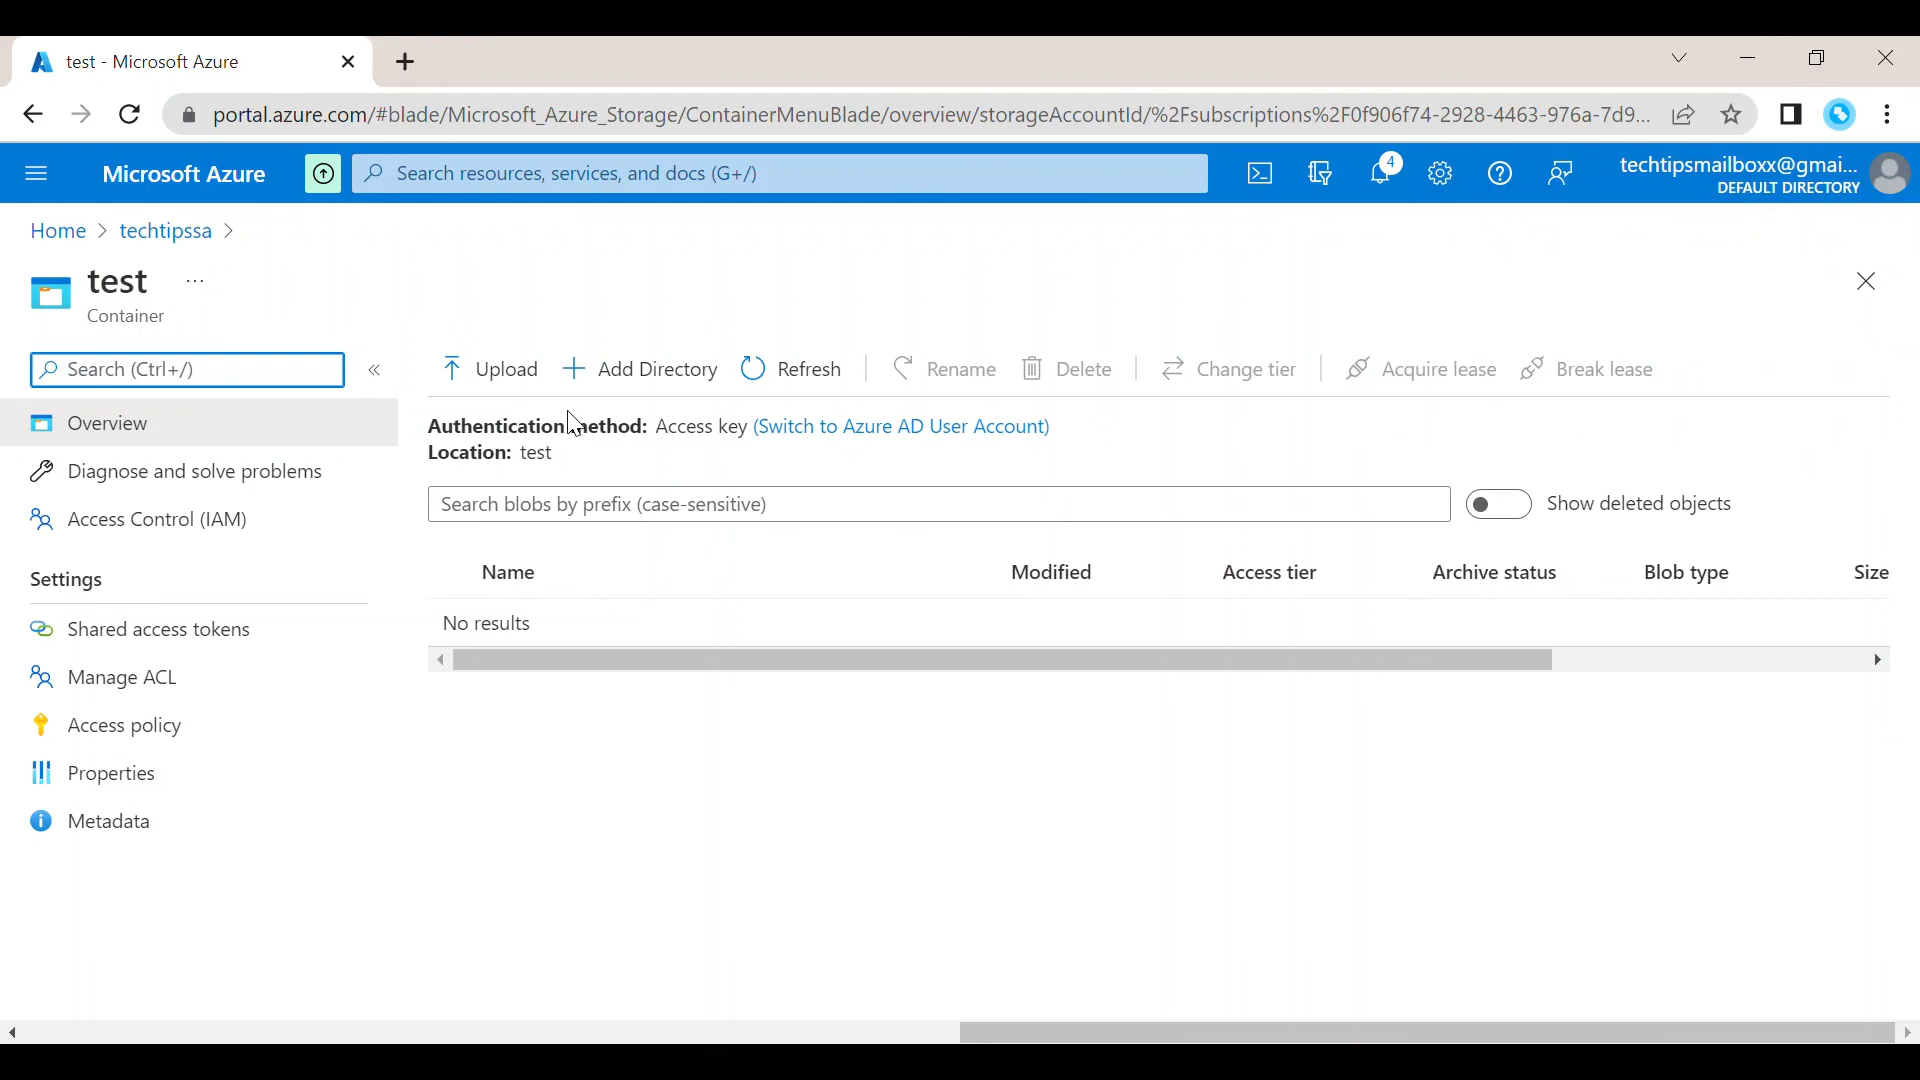 test - Microsoft Azure
portal.azure.com/#blade/Microsoft_Azure_Storage/ContainerMenuBlade/overview/storageAccountId/%2Fsubscriptions%2F0f906f74-2928-4463-976a-7d9...
Microsoft Azure
Search resources, services, and docs (G+/)
4
techtipsmailboxx@gmai...
DEFAULT DIRECTORY
Home > techtipssa >
test ...
Container
Search (Ctrl+/)
Upload
Add Directory
Refresh
Rename
Delete
Change tier
Acquire lease
Break lease
Overview
Diagnose and solve problems
Access Control (IAM)
Settings
Shared access tokens
Manage ACL
Access policy
Properties
Metadata
Authentication method: Access key (Switch to Azure AD User Account)
Location: test
Search blobs by prefix (case-sensitive)
Show deleted objects
Name Modified Access tier Archive status Blob type Size
No results